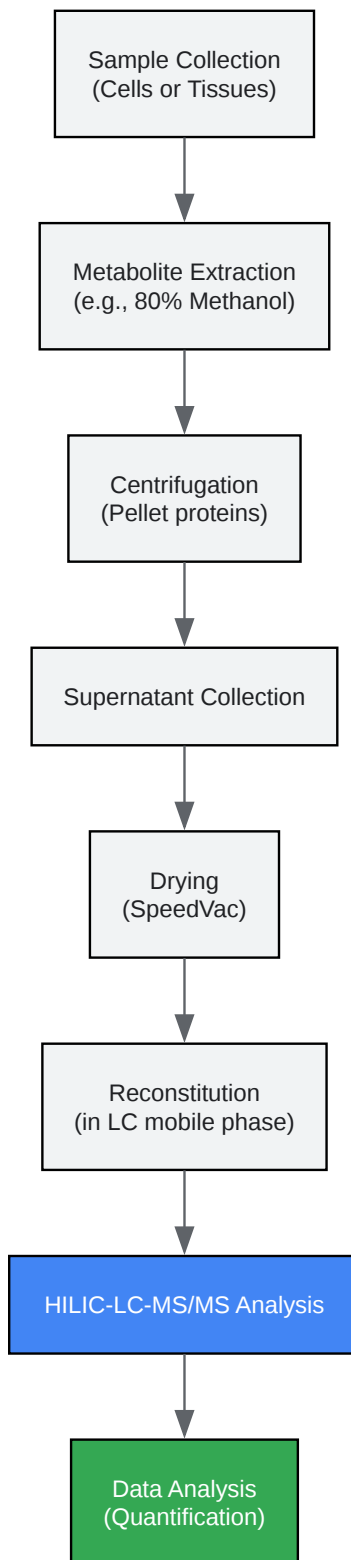 Sample Collection
(Cells or Tissues)
Metabolite Extraction
(e.g., 80% Methanol)
Centrifugation
(Pellet proteins)
Supernatant Collection
Drying
(SpeedVac)
Reconstitution
(in LC mobile phase)
HILIC-LC-MS/MS Analysis
Data Analysis
(Quantification)